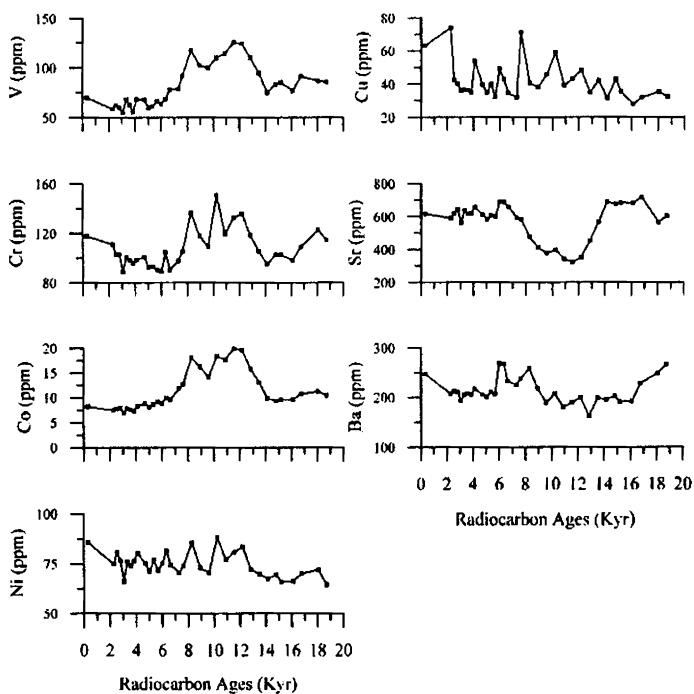 150
100
50
V (ppm)
80
60
40
20
Cu (ppm)
160
120
80
Cr (ppm)
800
600
400
200
Sr (ppm)
20
15
10
5
0
Co (ppm)
300
200
100
Ba (ppm)
0 2 4 6 8 10 12 14 16 18 20
Radiocarbon Ages (Kyr)
100
75
50
Ni (ppm)
0 2 4 6 8 10 12 14 16 18 20
Radiocarbon Ages (Kyr)